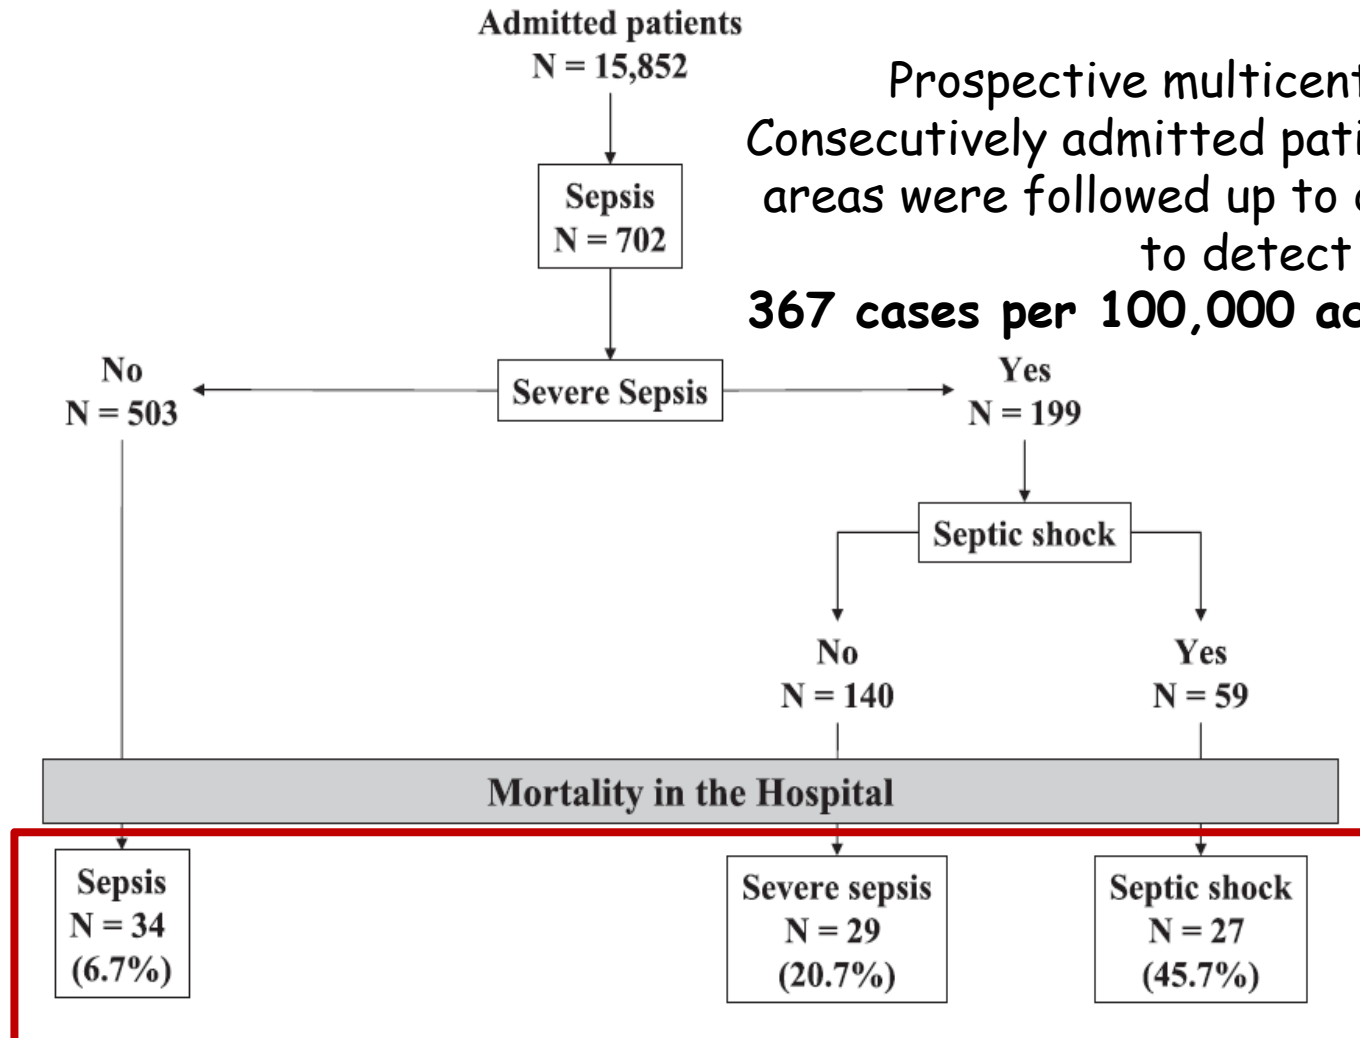 Admitted patients
N = 15,852
Prospective multicent
Consecutively admitted pati
areas were followed up to
to detect
367 cases per 100,000
Sepsis
N = 702
Severe Sepsis
No
N = 503
Yes
N = 199
Septic shock
No
N = 140
Yes
N = 59
Mortality in the Hospital
Sepsis
N = 34
(6.7%)
Severe sepsis
N = 29
(20.7%)
Septic shock
N = 27
(45.7%)